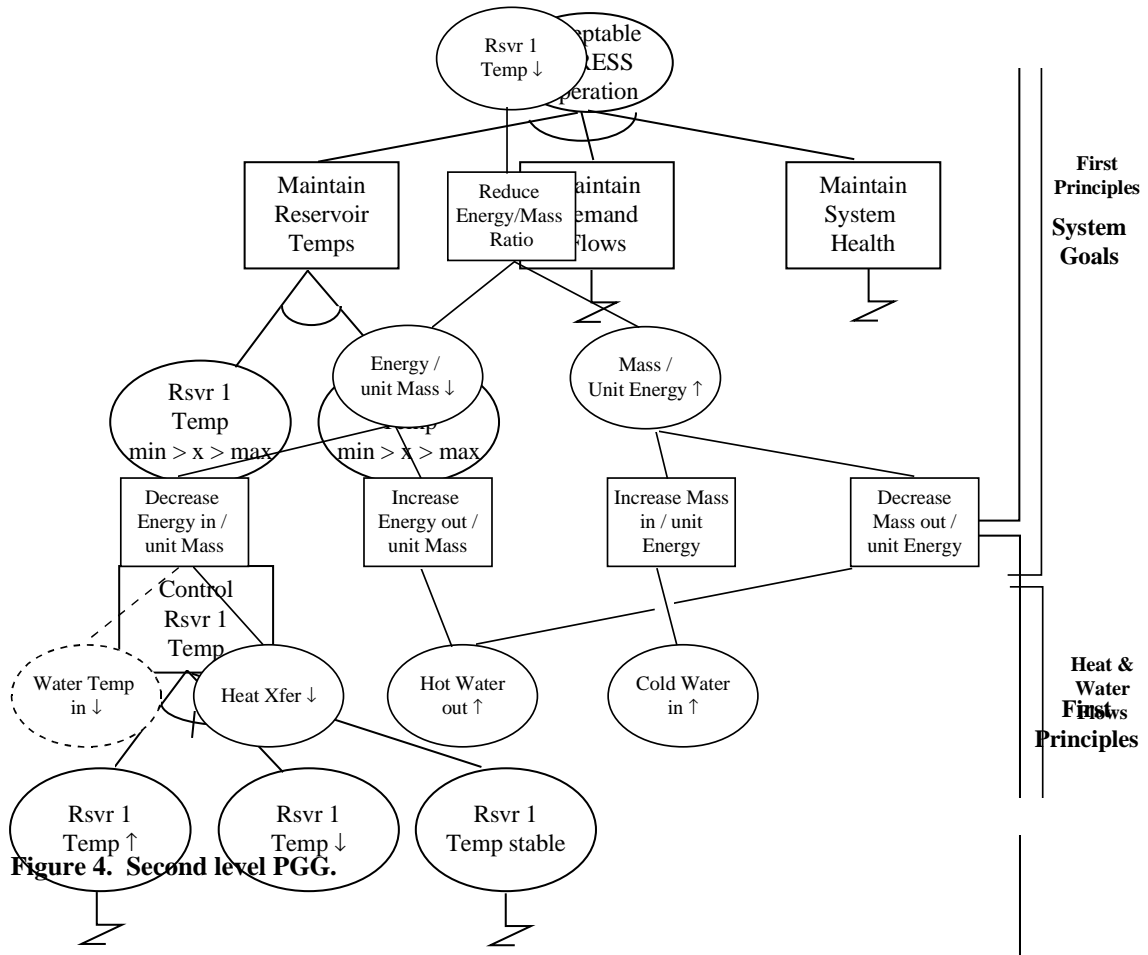 Rsvr 1
Temp ↓
eptable
RESS
peration
First
Principles
System
Goals
Maintain
Reservoir
Temps
Reduce
Energy/Mass
Ratio
aintain
emand
Flows
Maintain
System
Health
Energy /
unit Mass ↓
Mass /
Unit Energy ↑
Rsvr 1
Temp
min > x > max
Temp
min > x > max
Decrease
Energy in /
unit Mass
Increase
Energy out /
unit Mass
Increase Mass
in / unit
Energy
Decrease
Mass out /
unit Energy
Control
Rsvr 1
Temp
Water Temp
in ↓
Heat Xfer ↓
Hot Water
out ↑
Cold Water
in ↑
Heat &
Water
Flows
First
Principles
Rsvr 1
Temp ↑
Rsvr 1
Temp ↓
Rsvr 1
Temp stable
Figure 4. Second level PGG.